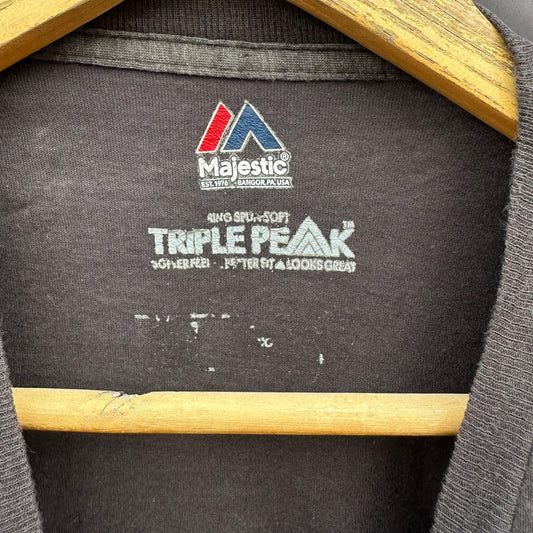 Majestic®
EST. 1976 BANGOR, PA. USA
RING SPUN SOFT
TRIPLE PEAK™
SOFTER FEEL BETTER FIT ▲ LOOKS GREAT